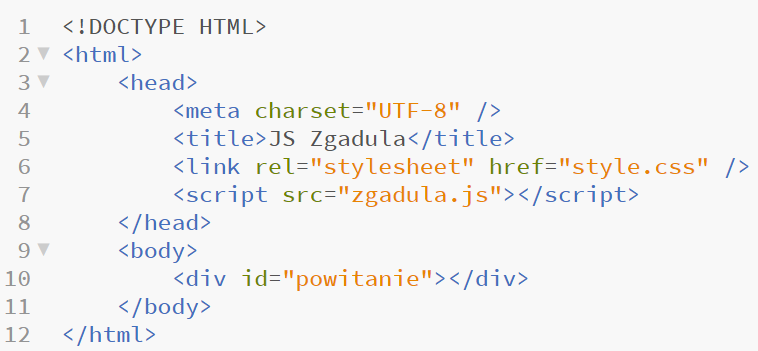 1 <!DOCTYPE HTML>
2 <html>
3 <head>
4 <meta charset="UTF-8" />
5 <title>JS Zgadula</title>
6 <link rel="stylesheet" href="style.css" />
7 <script src="zgadula.js"></script>
8 </head>
9 <body>
10 <div id="powitanie"></div>
11 </body>
12 </html>